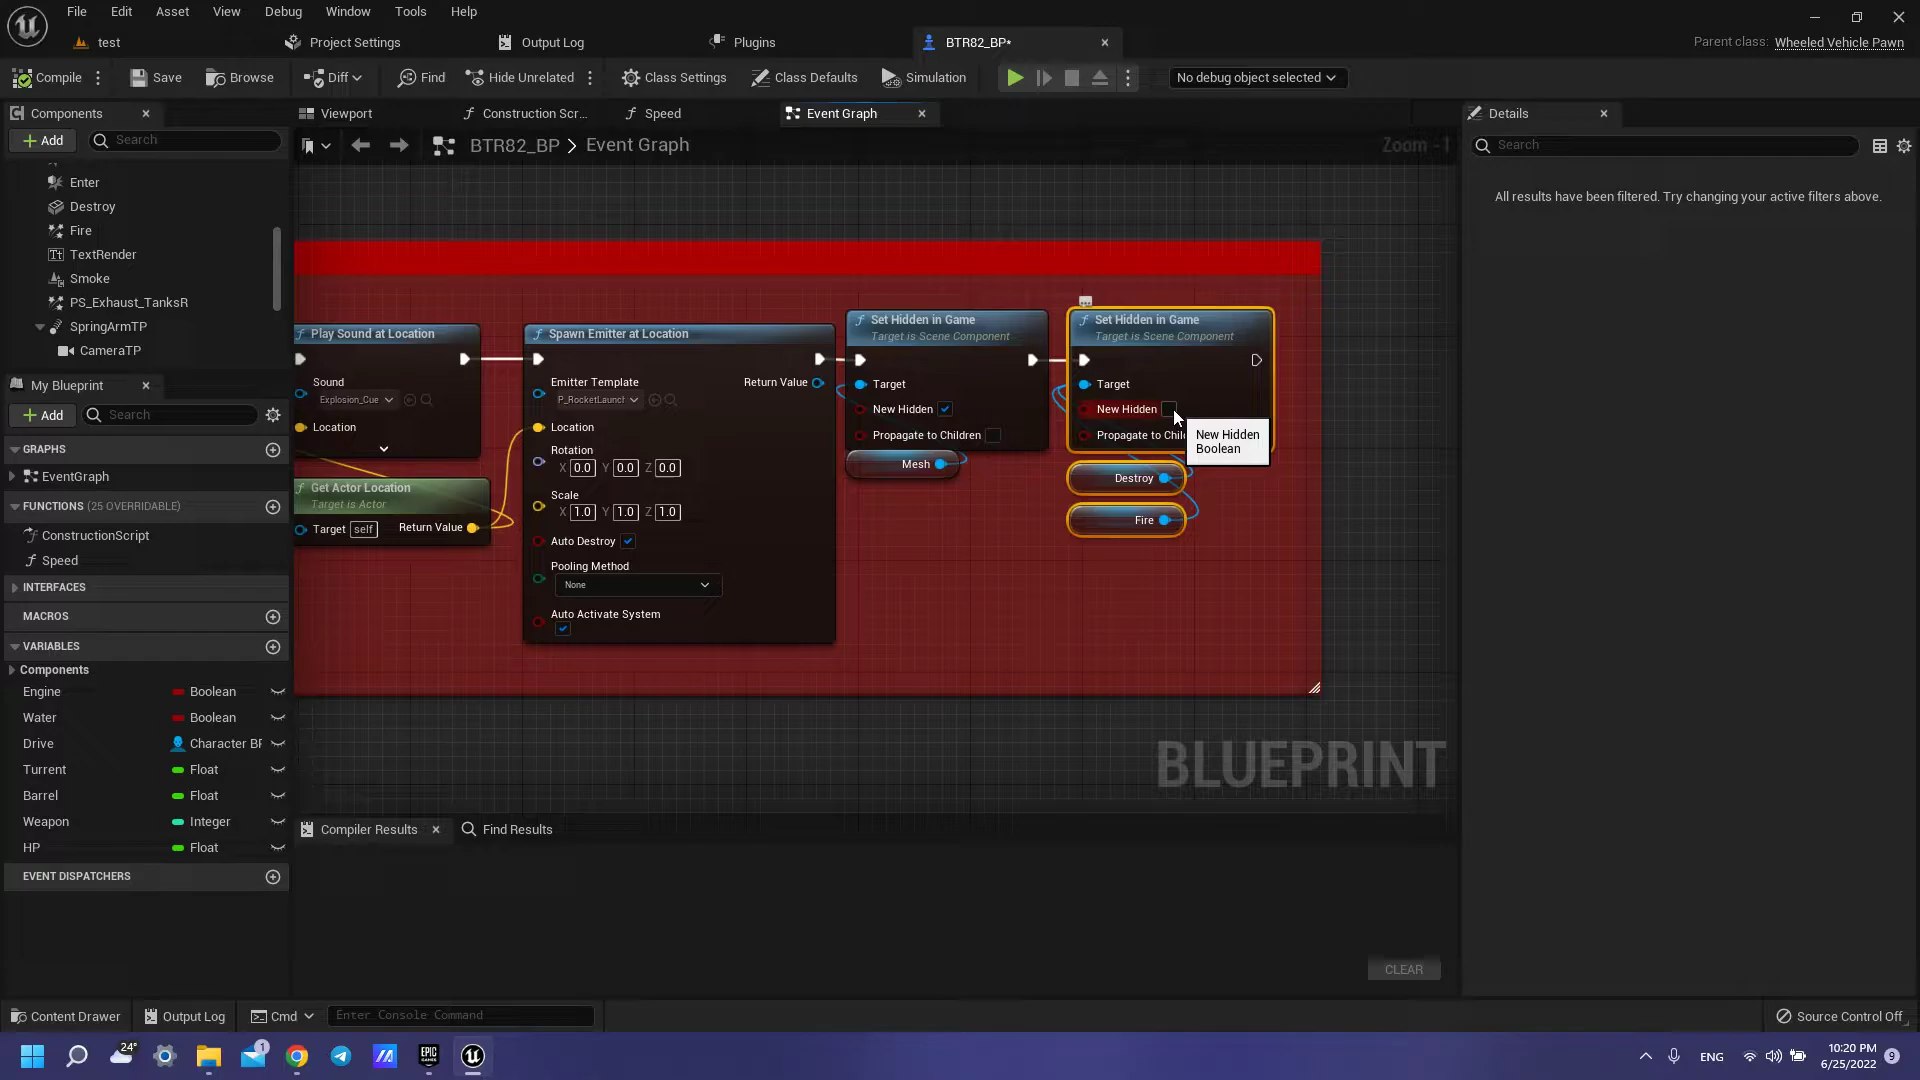 File Edit Asset View Debug Window Tools Help
test Project Settings Output Log Plugins BTR82_BP* Parent class: Wheeled Vehicle Pawn
Compile Save Browse Diff Find Hide Unrelated Class Settings Class Defaults Simulation No debug object selected
Components Viewport Construction Scr... Speed Event Graph Details
Add Search BTR82_BP > Event Graph Zoom -1 Search
All results have been filtered. Try changing your active filters above.
Enter
Destroy
Fire
TextRender
Smoke
PS_Exhaust_TanksR
SpringArmTP
CameraTP
My Blueprint
Add Search
GRAPHS
EventGraph
FUNCTIONS (25 OVERRIDABLE)
ConstructionScript
Speed
INTERFACES
MACROS
VARIABLES
Components
Engine Boolean
Water Boolean
Drive Character BP
Turrent Float
Barrel Float
Weapon Integer
HP Float
EVENT DISPATCHERS
Play Sound at Location
Sound
Explosion_Cue
Location
Get Actor Location
Target is Actor
Target self Return Value
Spawn Emitter at Location
Emitter Template Return Value
P_RocketLaunch
Location
Rotation
X 0.0 Y 0.0 Z 0.0
Scale
X 1.0 Y 1.0 Z 1.0
Auto Destroy
Pooling Method
None
Auto Activate System
Set Hidden in Game
Target is Scene Component
Target
New Hidden
Propagate to Children
Mesh
Set Hidden in Game
Target is Scene Component
Target
New Hidden
Propagate to Chil
New Hidden
Boolean
Destroy
Fire
BLUEPRINT
Compiler Results Find Results
CLEAR
Content Drawer Output Log Cmd Enter Console Command Source Control Off
24° 1 EPIC GAMES ENG 10:20 PM 9
6/25/2022